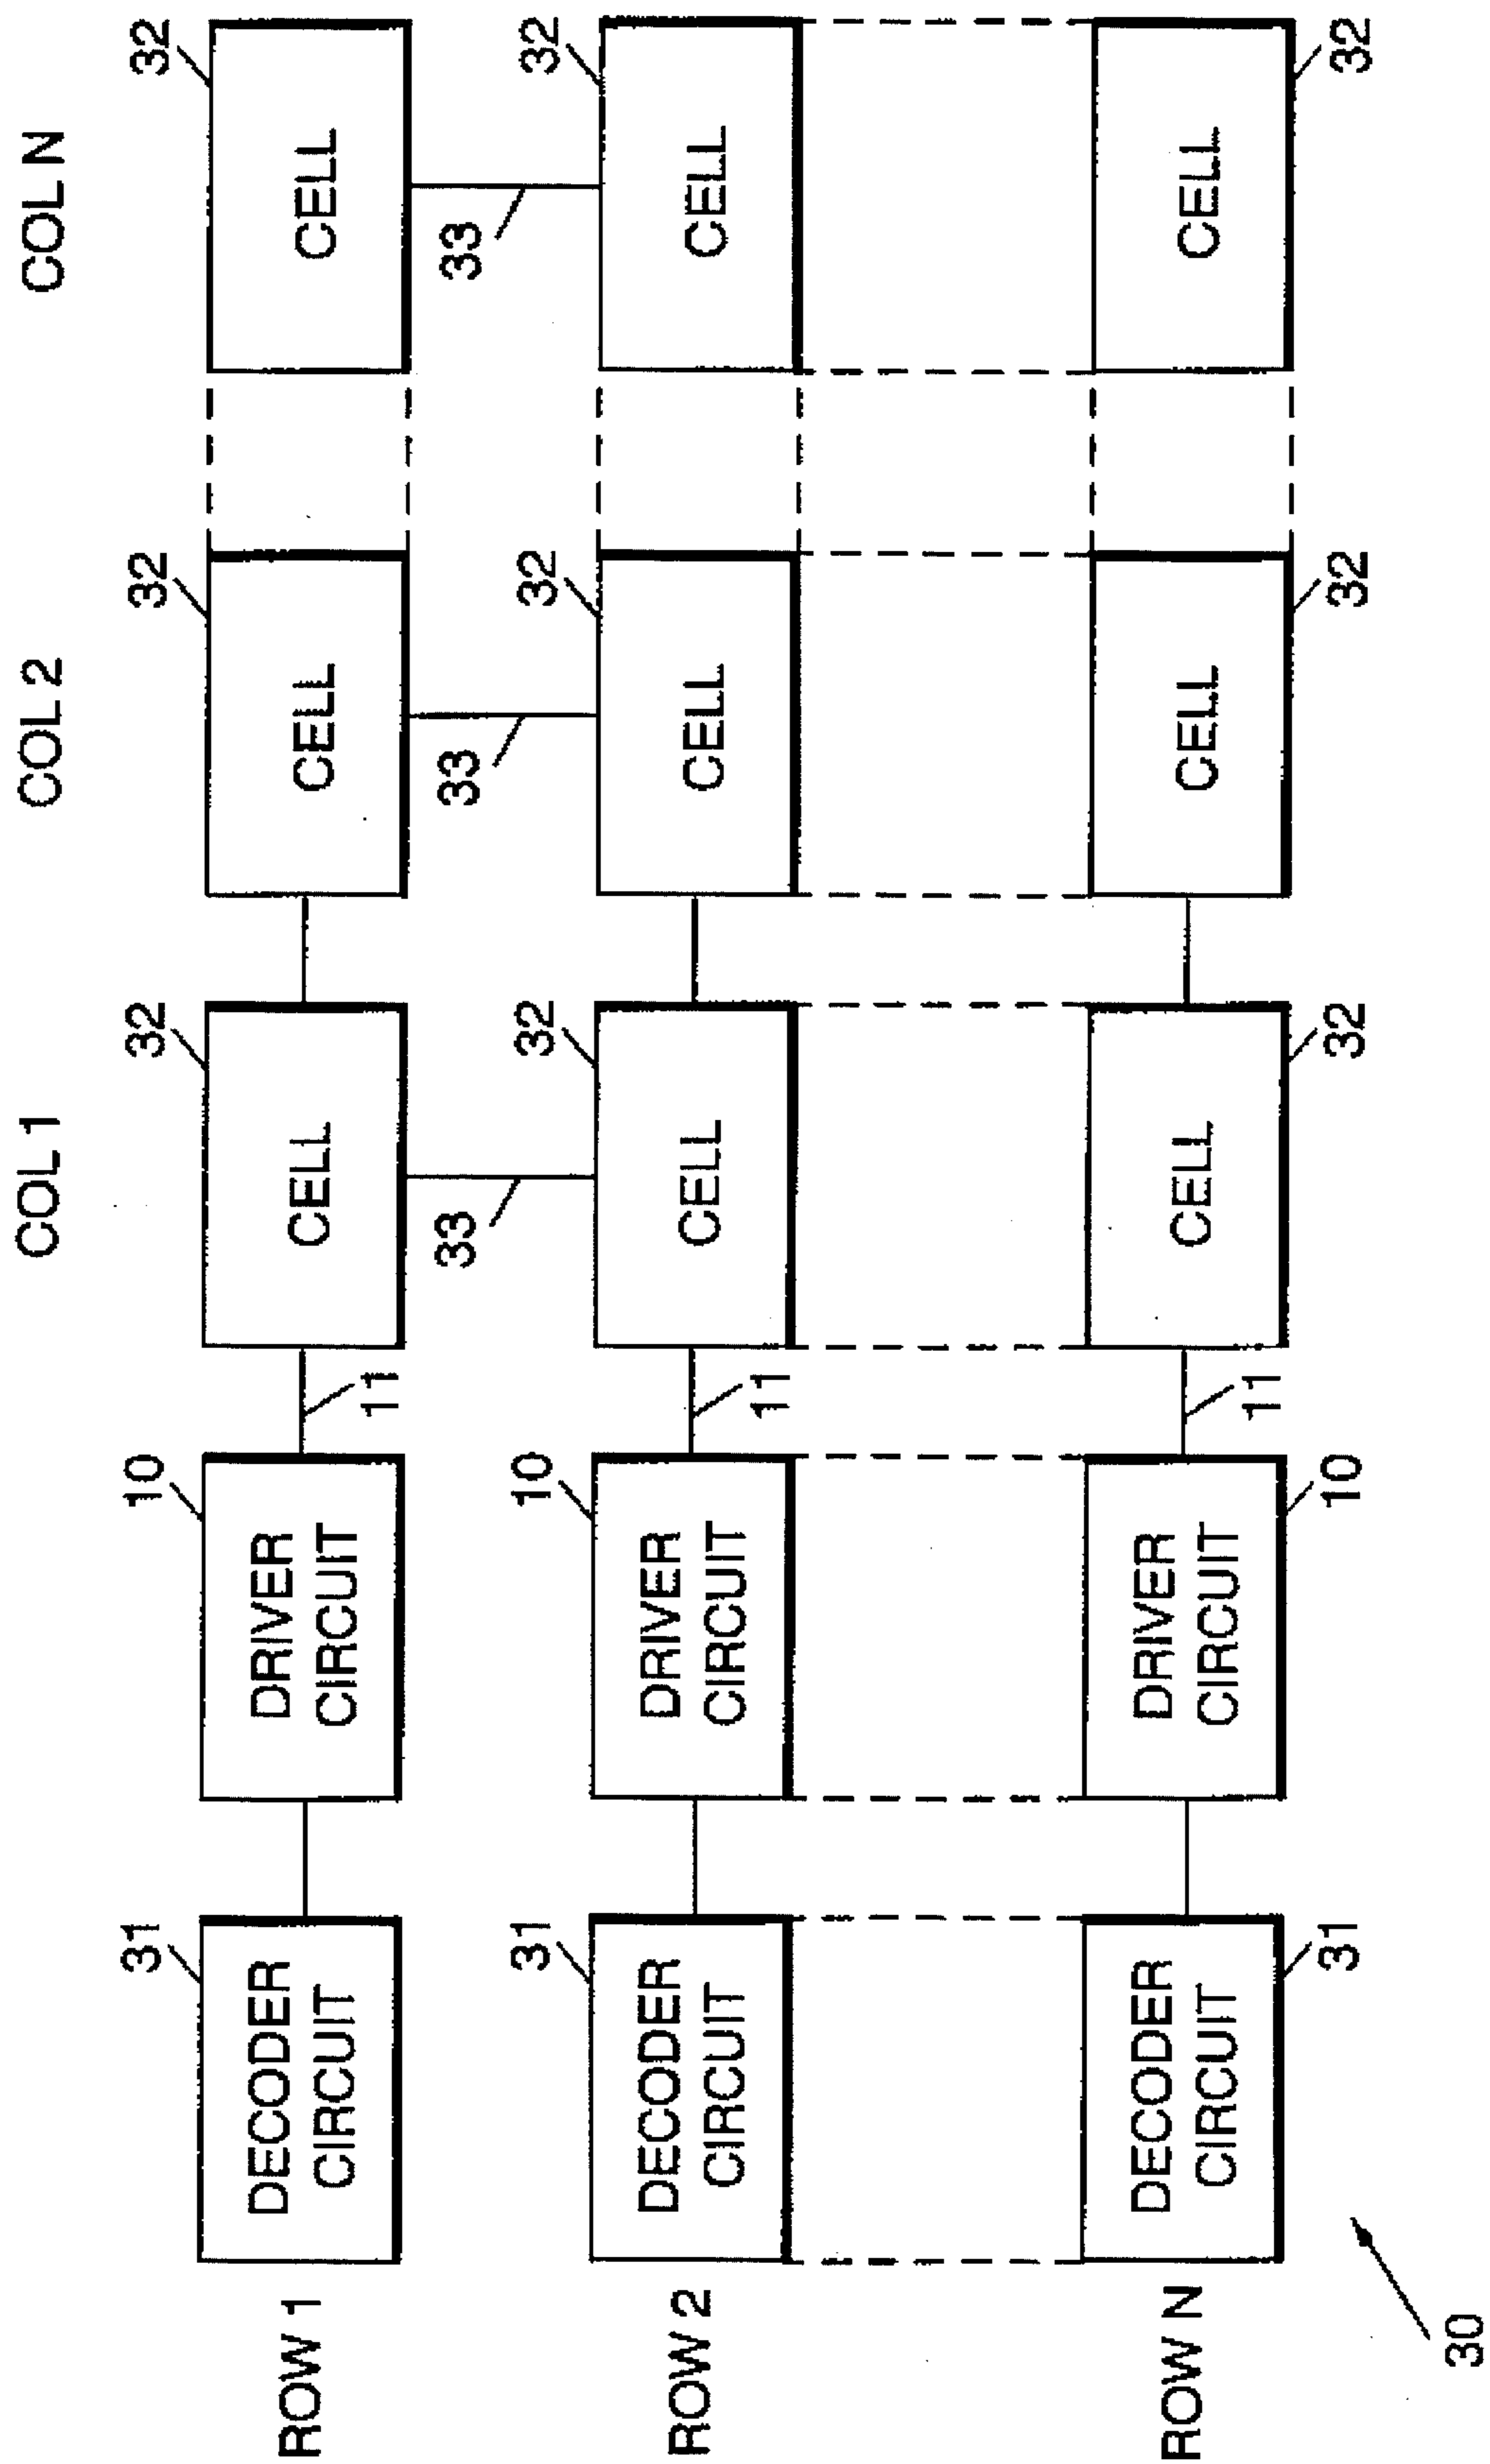 COL 1
COL 2
COL N
31
10
32
32
32
ROW 1
DECODER
CIRCUIT
DRIVER
CIRCUIT
CELL
CELL
CELL
11
33
33
33
31
10
32
32
32
ROW 2
DECODER
CIRCUIT
DRIVER
CIRCUIT
CELL
CELL
CELL
11
ROW N
DECODER
CIRCUIT
DRIVER
CIRCUIT
CELL
CELL
CELL
11
31
10
32
32
32
30